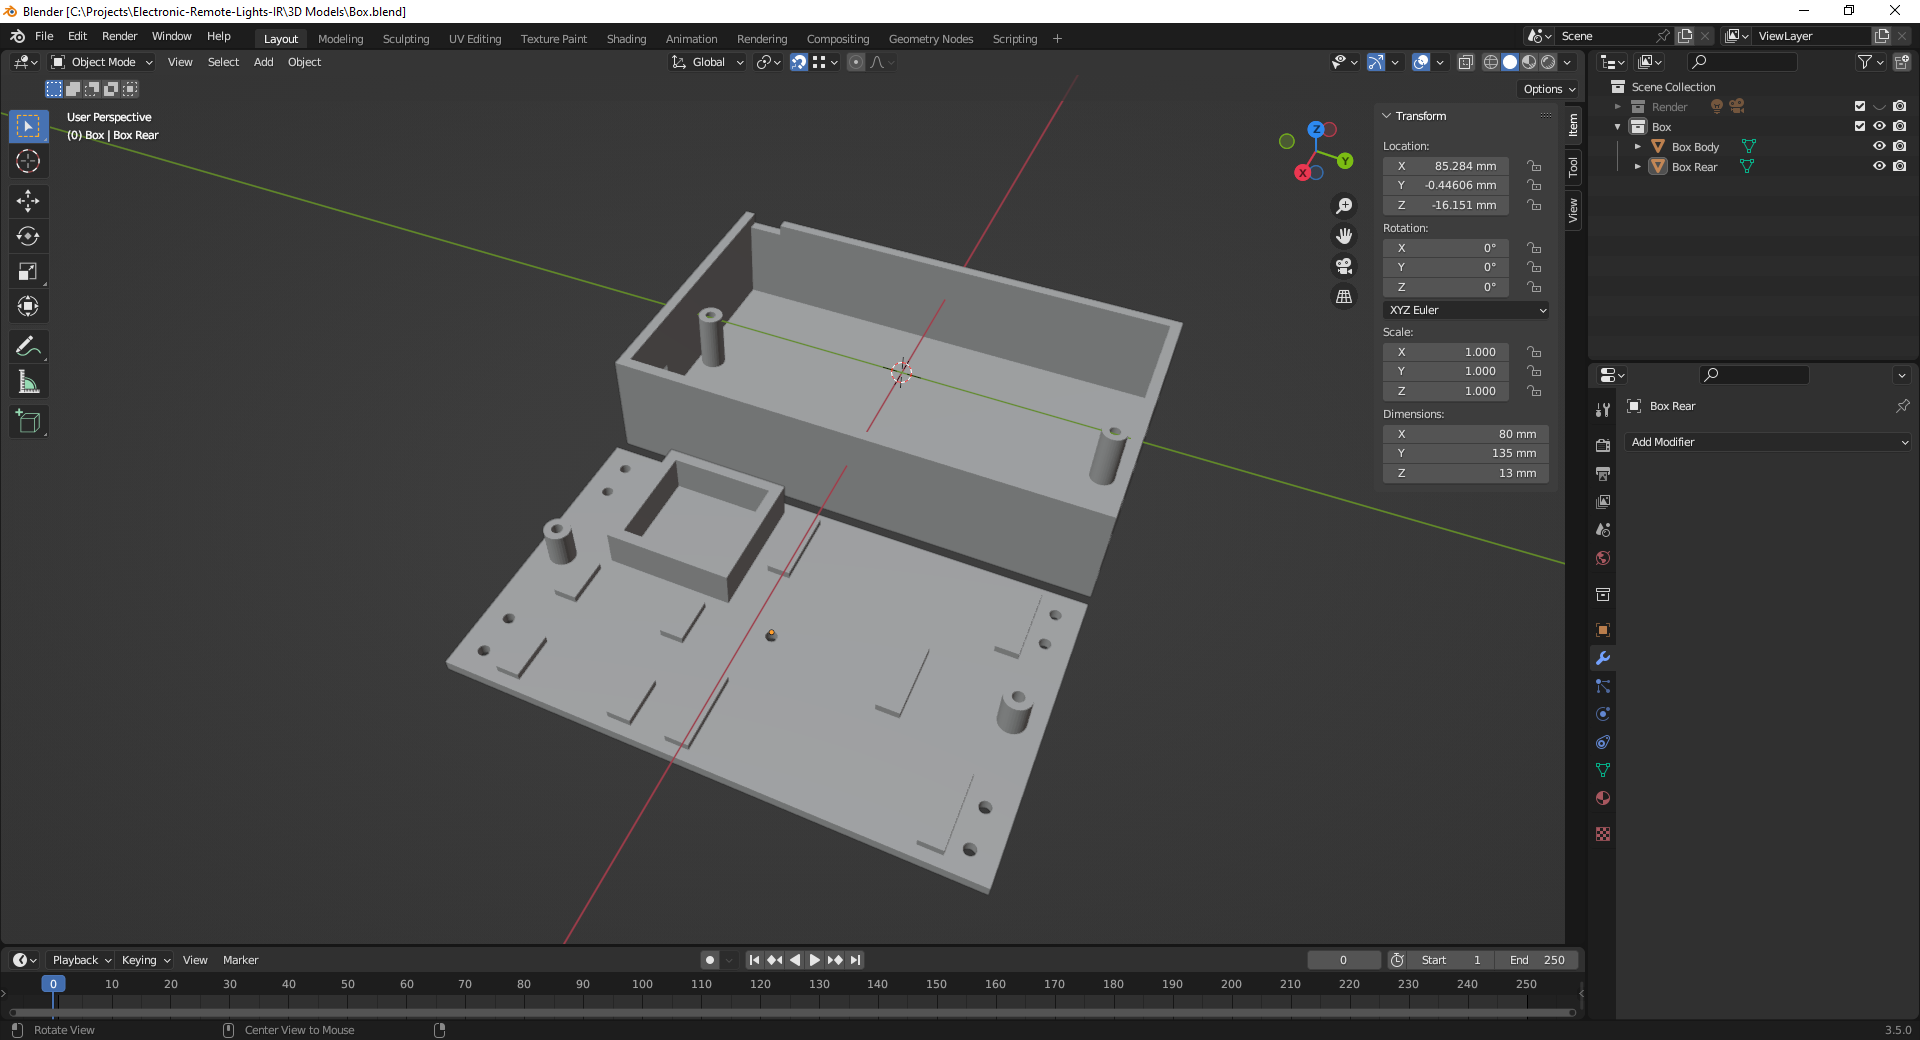 Blender [C:\Projects\Electronic-Remote-Lights-IR\3D Models\Box.blend]
File Edit Render Window Help Layout Modeling Sculpting UV Editing Texture Paint Shading Animation Rendering Compositing Geometry Nodes Scripting + Scene ViewLayer
Object Mode View Select Add Object Global
Options
User Perspective
(0) Box | Box Rear
Z
Y
X
Transform
Location:
X 85.284 mm
Y -0.44606 mm
Z -16.151 mm
Rotation:
X 0°
Y 0°
Z 0°
XYZ Euler
Scale:
X 1.000
Y 1.000
Z 1.000
Dimensions:
X 80 mm
Y 135 mm
Z 13 mm
Item
Tool
View
Scene Collection
Render
Box
Box Body
Box Rear
Box Rear
Add Modifier
Playback Keying View Marker 0 Start 1 End 250
0 10 20 30 40 50 60 70 80 90 100 110 120 130 140 150 160 170 180 190 200 210 220 230 240 250
Rotate View Center View to Mouse 3.5.0